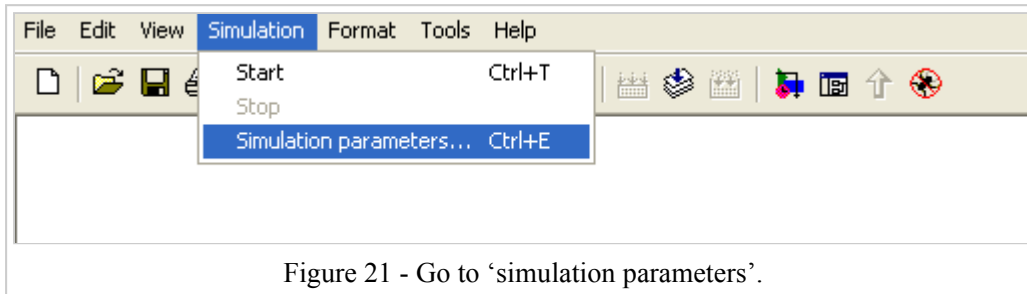 File Edit View Simulation Format Tools Help
Start Ctrl+T
Stop
Simulation parameters... Ctrl+E
Figure 21 - Go to ‘simulation parameters’.